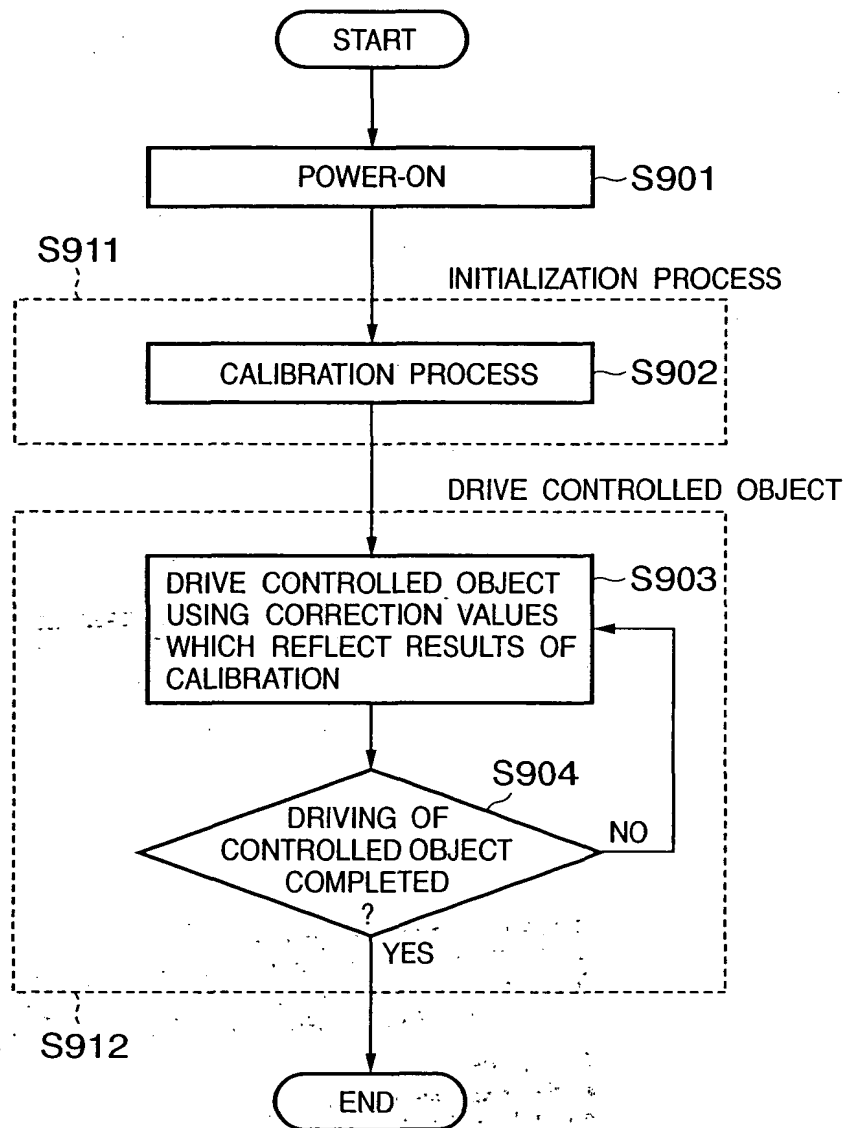 START
POWER-ON
S901
S911
INITIALIZATION PROCESS
CALIBRATION PROCESS
S902
DRIVE CONTROLLED OBJECT
DRIVE CONTROLLED OBJECT
USING CORRECTION VALUES
WHICH REFLECT RESULTS OF
CALIBRATION
S903
S904
DRIVING OF
CONTROLLED OBJECT
COMPLETED
?
NO
YES
S912
END